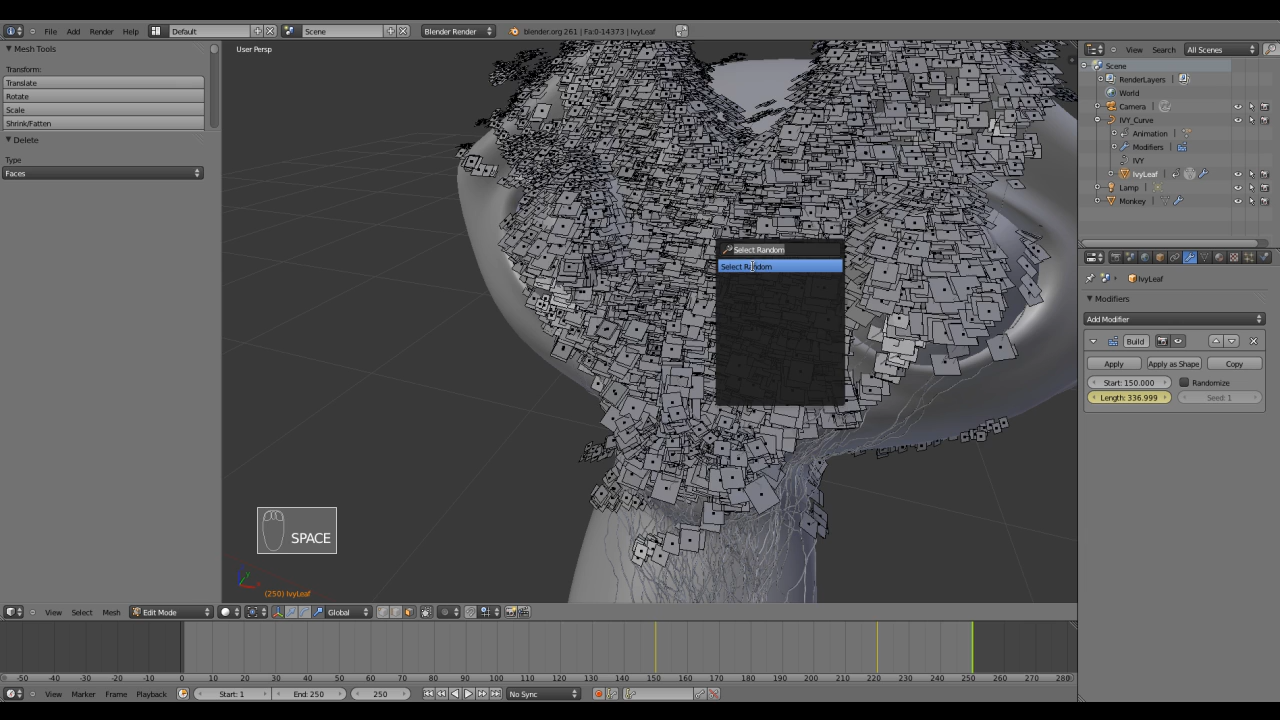 File Add Render Help Default Scene Blender Render blender.org 261 | Fa:0-14373 | IvyLeaf
Mesh Tools
Transform:
Translate
Rotate
Scale
Shrink/Fatten
Delete
Type
Faces
User Persp
Select Random
Select Random
SPACE
(250) IvyLeaf
View Select Mesh Edit Mode Global
View Search All Scenes
Scene
RenderLayers |
World
Camera |
IVY_Curve
Animation |
Modifiers |
IVY
IvyLeaf |
Lamp |
Monkey |
IvyLeaf
Modifiers
Add Modifier
Build
Apply Apply as Shape Copy
Start: 150.000 Randomize
Length: 336.999 Seed: 1
-50 -40 -30 -20 -10 0 10 20 30 40 50 60 70 80 90 100 110 120 130 140 150 160 170 180 190 200 210 220 230 240 250 260 270 280
View Marker Frame Playback Start: 1 End: 250 250 No Sync